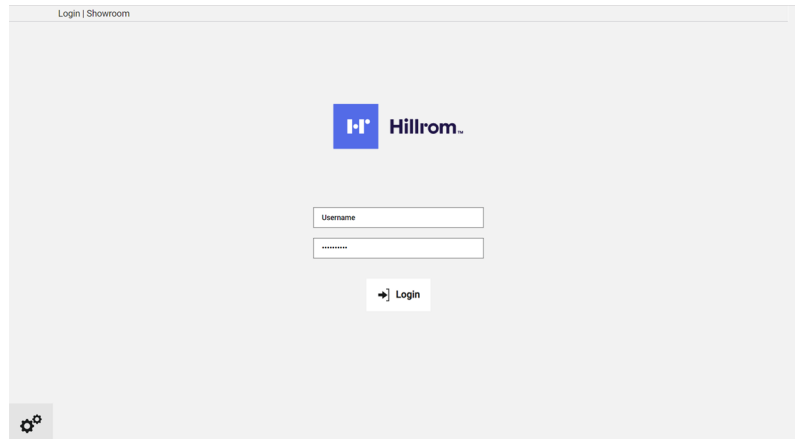 Login | Showroom
Hillrom™
Username
••••••••••
Login